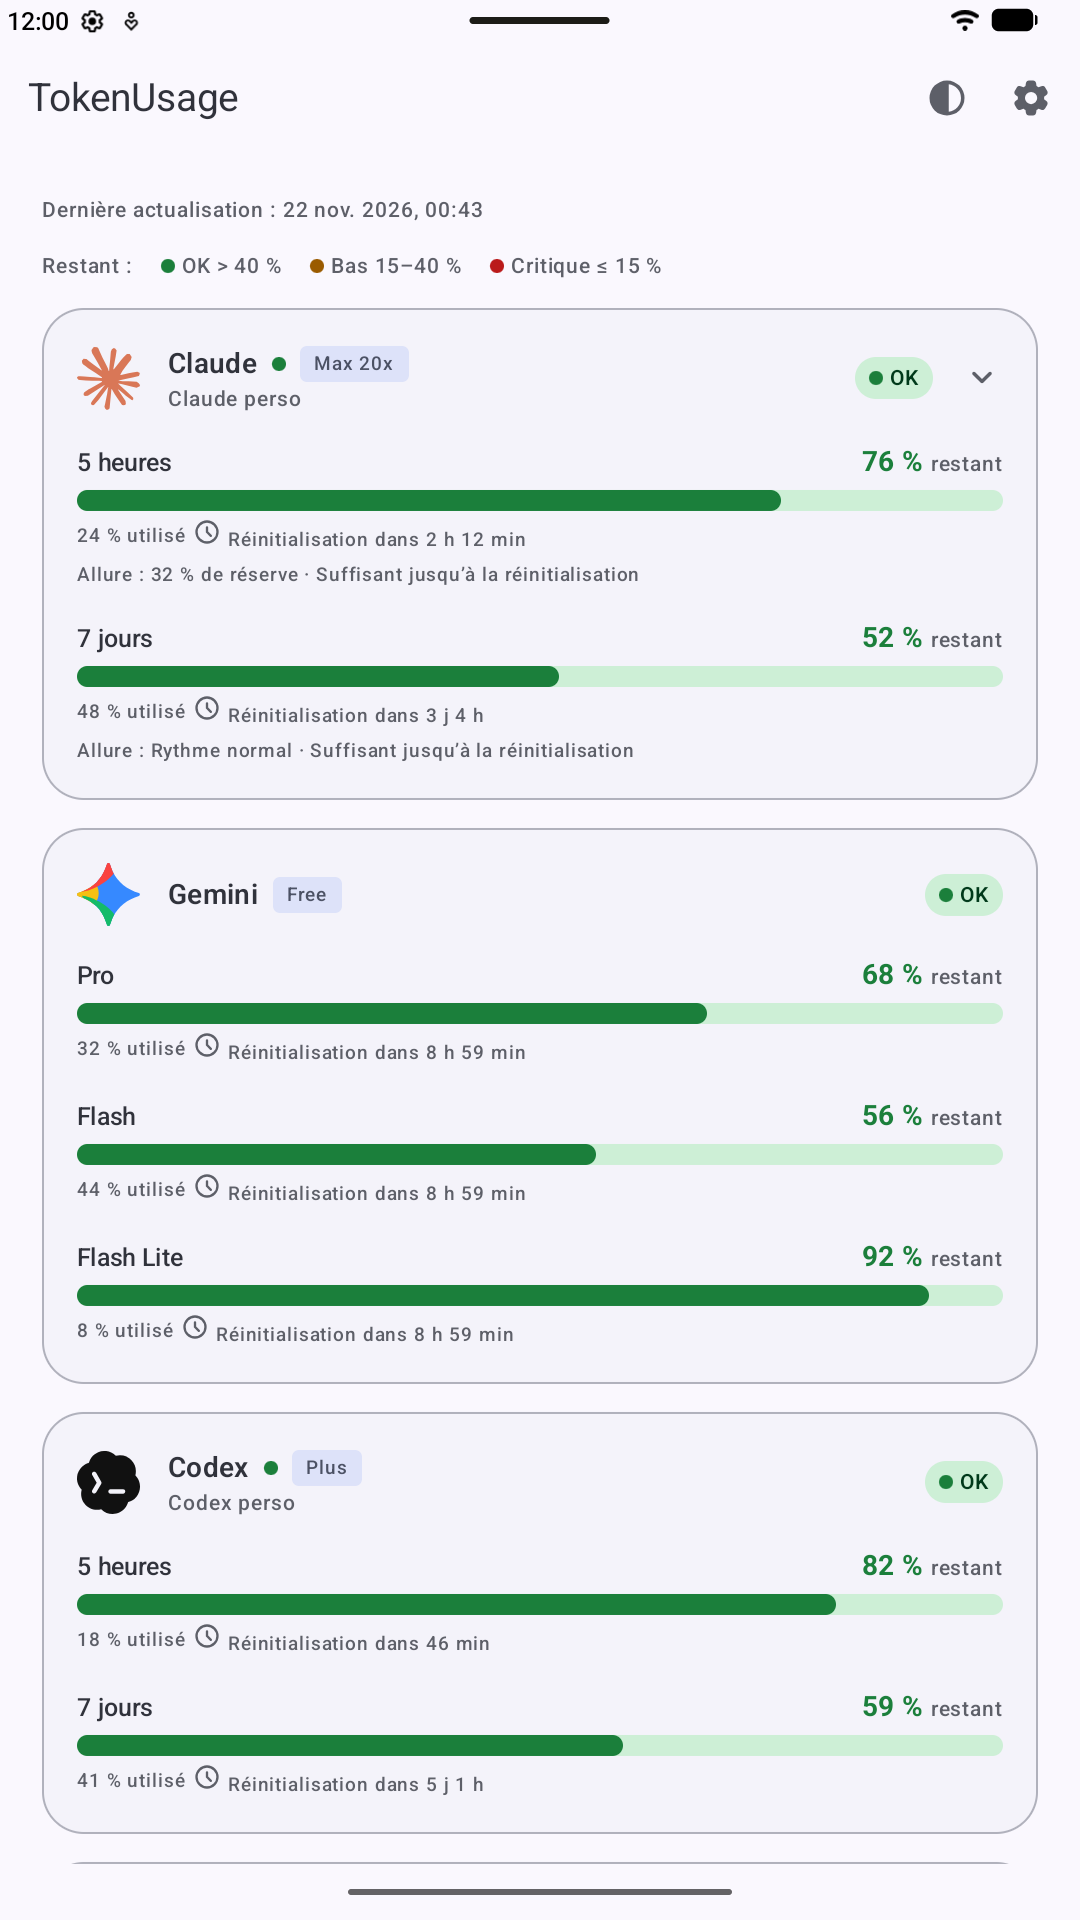 12:00
TokenUsage
Dernière actualisation : 22 nov. 2026, 00:43
Restant : OK > 40 % Bas 15–40 % Critique ≤ 15 %
Claude Max 20x
Claude perso
OK
5 heures 76 % restant
24 % utilisé Réinitialisation dans 2 h 12 min
Allure : 32 % de réserve · Suffisant jusqu’à la réinitialisation
7 jours 52 % restant
48 % utilisé Réinitialisation dans 3 j 4 h
Allure : Rythme normal · Suffisant jusqu’à la réinitialisation
Gemini Free OK
Pro 68 % restant
32 % utilisé Réinitialisation dans 8 h 59 min
Flash 56 % restant
44 % utilisé Réinitialisation dans 8 h 59 min
Flash Lite 92 % restant
8 % utilisé Réinitialisation dans 8 h 59 min
Codex Plus
Codex perso
OK
5 heures 82 % restant
18 % utilisé Réinitialisation dans 46 min
7 jours 59 % restant
41 % utilisé Réinitialisation dans 5 j 1 h